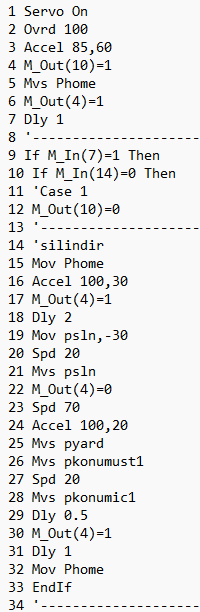 1 Servo On
2 Ovrd 100
3 Accel 85,60
4 M_Out(10)=1
5 Mvs Phome
6 M_Out(4)=1
7 Dly 1
8 '---------------------
9 If M_In(7)=1 Then
10 If M_In(14)=0 Then
11 'Case 1
12 M_Out(10)=0
13 '--------------------
14 'silindir
15 Mov Phome
16 Accel 100,30
17 M_Out(4)=1
18 Dly 2
19 Mov psln,-30
20 Spd 20
21 Mvs psln
22 M_Out(4)=0
23 Spd 70
24 Accel 100,20
25 Mvs pyard
26 Mvs pkonumust1
27 Spd 20
28 Mvs pkonumic1
29 Dly 0.5
30 M_Out(4)=1
31 Dly 1
32 Mov Phome
33 EndIf
34 '--------------------